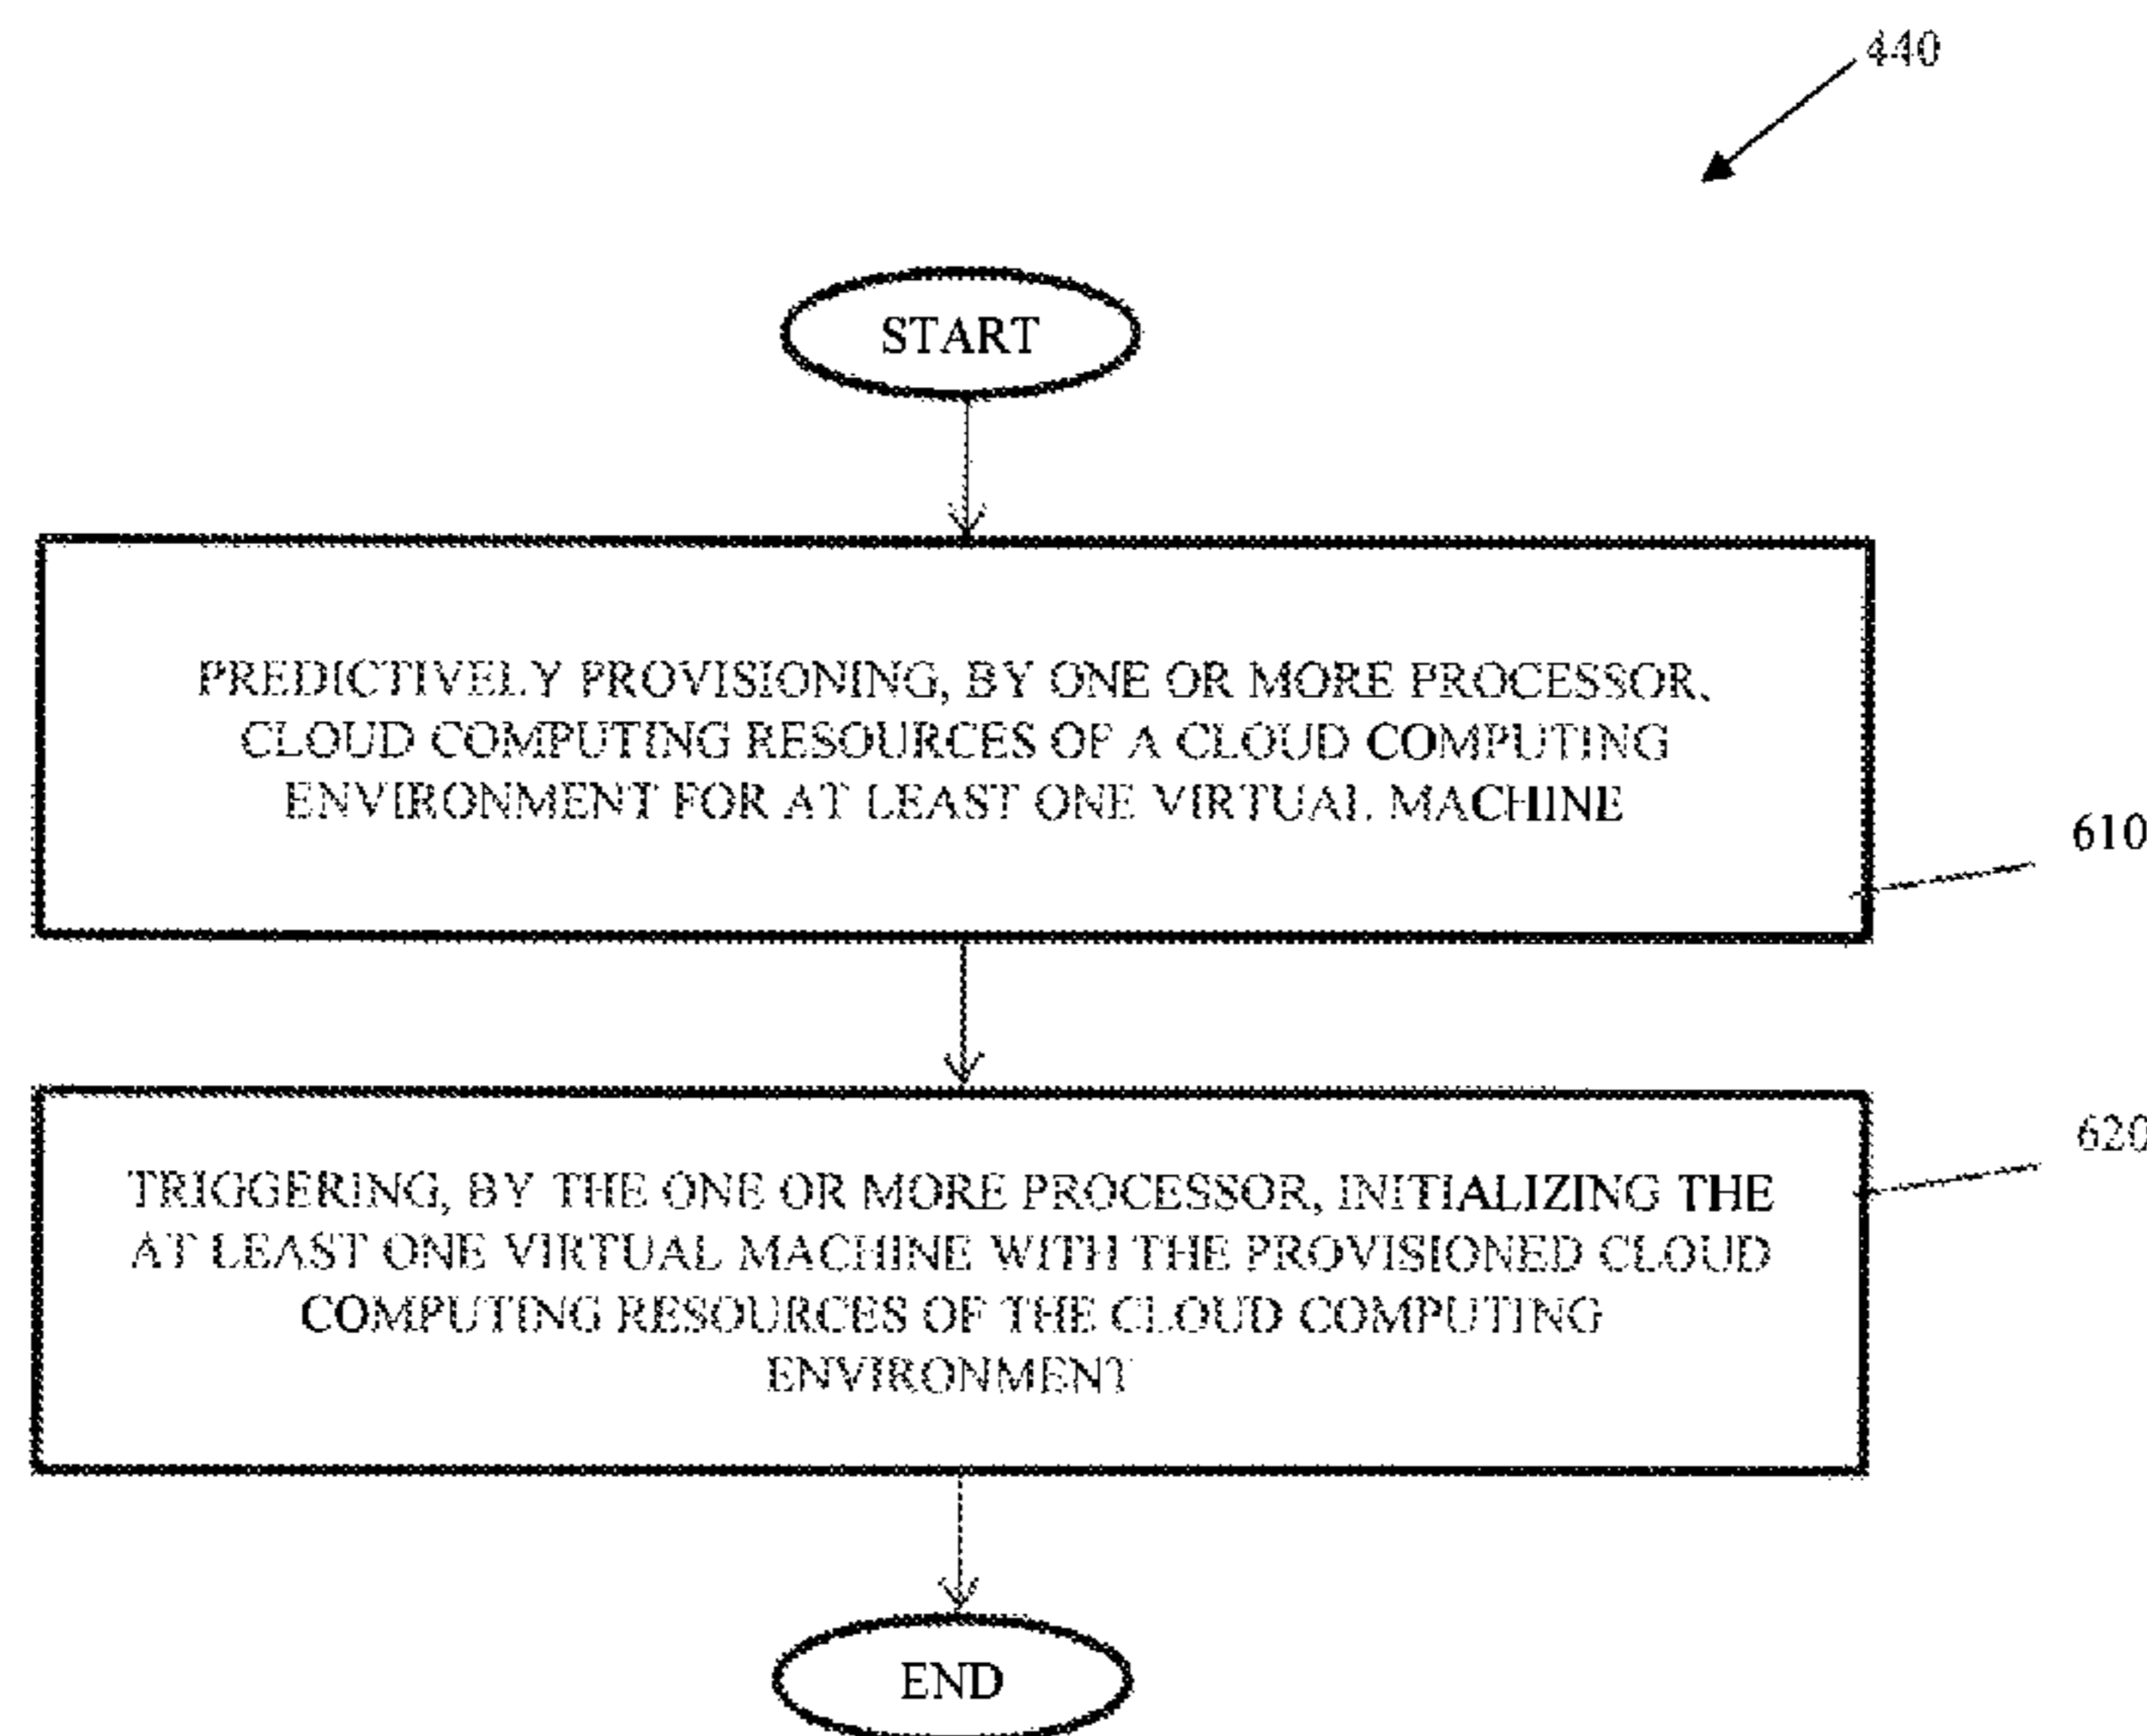 440
START
PREDICTIVELY PROVISIONING, BY ONE OR MORE PROCESSOR,
CLOUD COMPUTING RESOURCES OF A CLOUD COMPUTING
ENVIRONMENT FOR AT LEAST ONE VIRTUAL MACHINE
610
620
TRIGGERING, BY THE ONE OR MORE PROCESSOR, INITIALIZING THE
AT LEAST ONE VIRTUAL MACHINE WITH THE PROVISIONED CLOUD
COMPUTING RESOURCES OF THE CLOUD COMPUTING
ENVIRONMENT
END